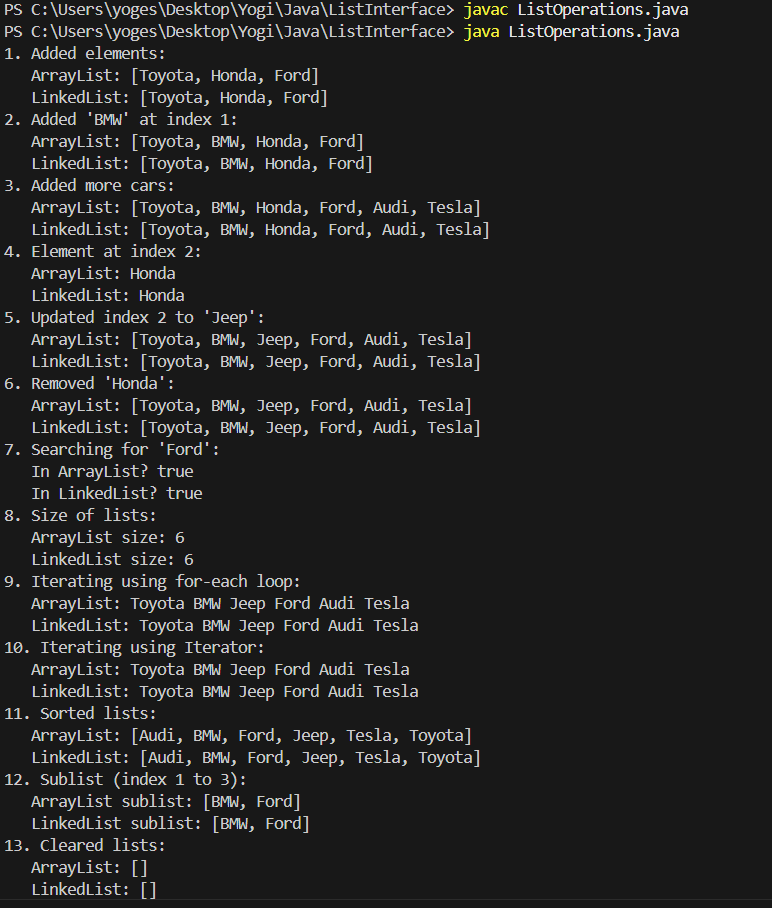 PS C:\Users\yoges\Desktop\Yogi\Java\ListInterface> javac ListOperations.java
PS C:\Users\yoges\Desktop\Yogi\Java\ListInterface> java ListOperations.java
1. Added elements:
   ArrayList: [Toyota, Honda, Ford]
   LinkedList: [Toyota, Honda, Ford]
2. Added 'BMW' at index 1:
   ArrayList: [Toyota, BMW, Honda, Ford]
   LinkedList: [Toyota, BMW, Honda, Ford]
3. Added more cars:
   ArrayList: [Toyota, BMW, Honda, Ford, Audi, Tesla]
   LinkedList: [Toyota, BMW, Honda, Ford, Audi, Tesla]
4. Element at index 2:
   ArrayList: Honda
   LinkedList: Honda
5. Updated index 2 to 'Jeep':
   ArrayList: [Toyota, BMW, Jeep, Ford, Audi, Tesla]
   LinkedList: [Toyota, BMW, Jeep, Ford, Audi, Tesla]
6. Removed 'Honda':
   ArrayList: [Toyota, BMW, Jeep, Ford, Audi, Tesla]
   LinkedList: [Toyota, BMW, Jeep, Ford, Audi, Tesla]
7. Searching for 'Ford':
   In ArrayList? true
   In LinkedList? true
8. Size of lists:
   ArrayList size: 6
   LinkedList size: 6
9. Iterating using for-each loop:
   ArrayList: Toyota BMW Jeep Ford Audi Tesla
   LinkedList: Toyota BMW Jeep Ford Audi Tesla
10. Iterating using Iterator:
   ArrayList: Toyota BMW Jeep Ford Audi Tesla
   LinkedList: Toyota BMW Jeep Ford Audi Tesla
11. Sorted lists:
   ArrayList: [Audi, BMW, Ford, Jeep, Tesla, Toyota]
   LinkedList: [Audi, BMW, Ford, Jeep, Tesla, Toyota]
12. Sublist (index 1 to 3):
   ArrayList sublist: [BMW, Ford]
   LinkedList sublist: [BMW, Ford]
13. Cleared lists:
   ArrayList: []
   LinkedList: []